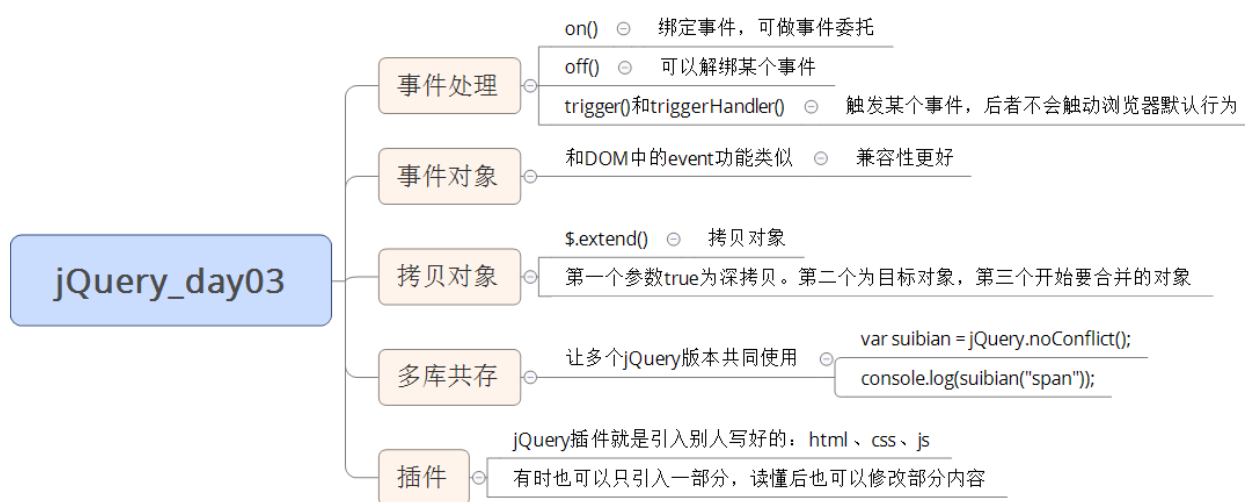 jQuery_day03
事件处理
on()
绑定事件，可做事件委托
off()
可以解绑某个事件
trigger()和triggerHandler()
触发某个事件，后者不会触动浏览器默认行为
事件对象
和DOM中的event功能类似
兼容性更好
拷贝对象
$.extend()
拷贝对象
第一个参数true为深拷贝。第二个为目标对象，第三个开始要合并的对象
多库共存
让多个jQuery版本共同使用
var suibian = jQuery.noConflict();
console.log(suibian("span"));
插件
jQuery插件就是引入别人写好的：html 、css、js
有时也可以只引入一部分，读懂后也可以修改部分内容